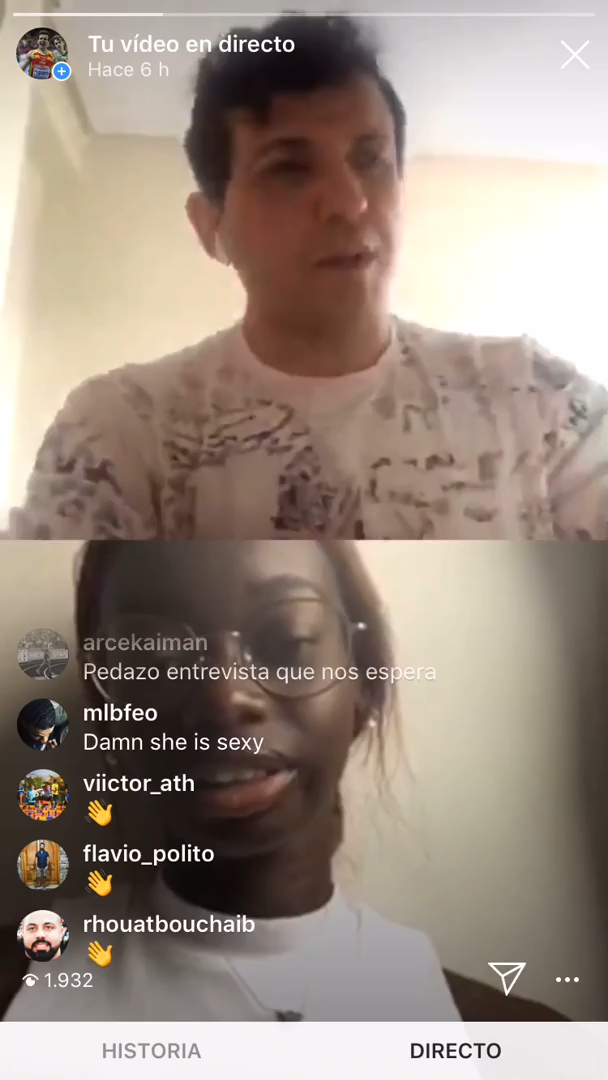 Tu vídeo en directo
Hace 6 h
arcekaiman
Pedazo entrevista que nos espera
mlbfeo
Damn she is sexy
viictor_ath
👋
flavio_polito
👋
rhouatbouchaib
👋
1.932
HISTORIA
DIRECTO